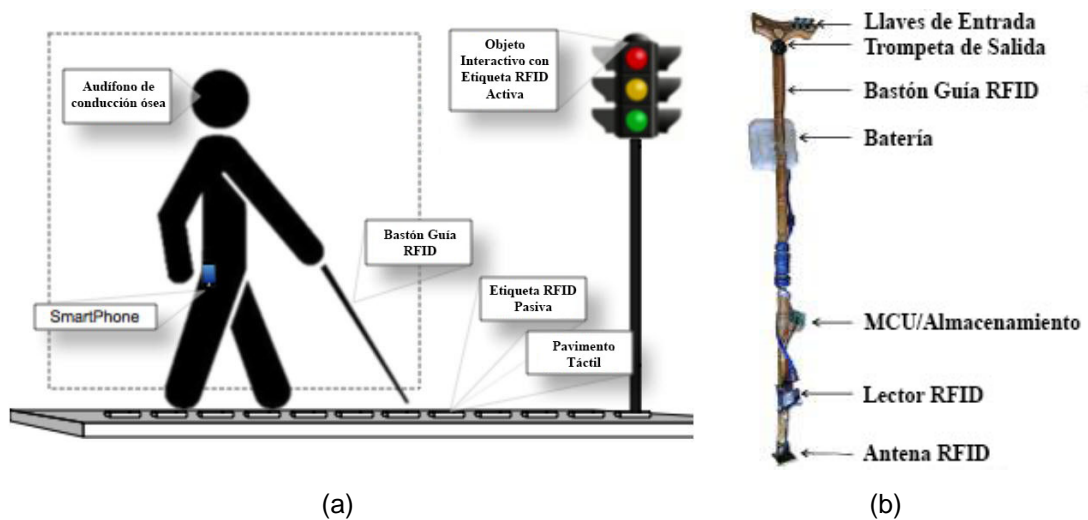 Audífono de
conducción ósea
Objeto
Interactivo con
Etiqueta RFID
Activa
Bastón Guía
RFID
Etiqueta RFID
Pasiva
SmartPhone
Pavimento
Táctil
(a)
Llaves de Entrada
Trompeta de Salida
Bastón Guía RFID
Batería
MCU/Almacenamiento
Lector RFID
Antena RFID
(b)